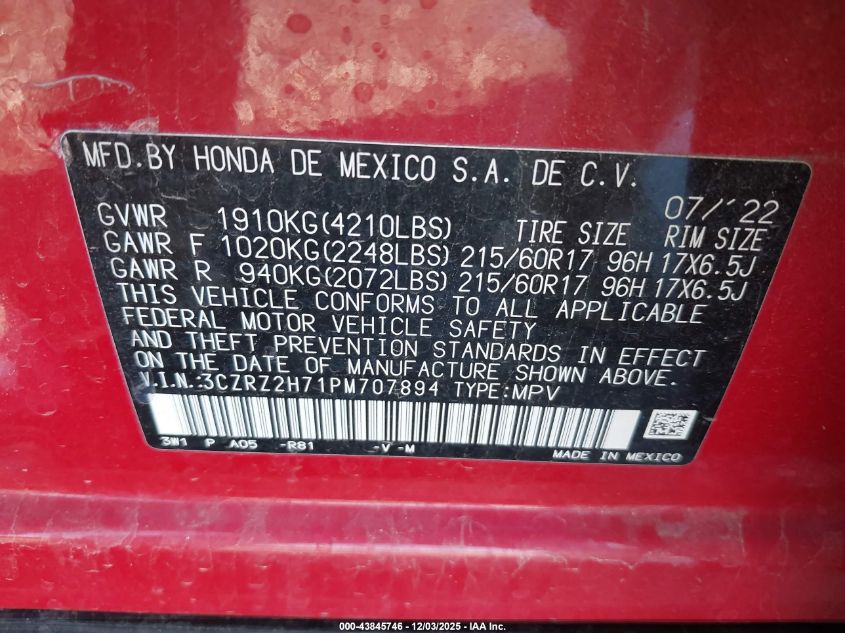 MFD.BY HONDA DE MEXICO S.A. DE C.V.
07/'22
GVWR 1910KG(4210LBS) TIRE SIZE RIM SIZE
GAWR F 1020KG(2248LBS) 215/60R17 96H 17X6.5J
GAWR R 940KG(2072LBS) 215/60R17 96H 17X6.5J
THIS VEHICLE CONFORMS TO ALL APPLICABLE
FEDERAL MOTOR VEHICLE SAFETY
AND THEFT PREVENTION STANDARDS IN EFFECT
ON THE DATE OF MANUFACTURE SHOWN ABOVE.
V.I.N.:3CZRZ2H71PM707894 TYPE:MPV
3W1 P A05 -R81 -V -M
MADE IN MEXICO
000-43845746 - 12/03/2025 - IAA Inc.